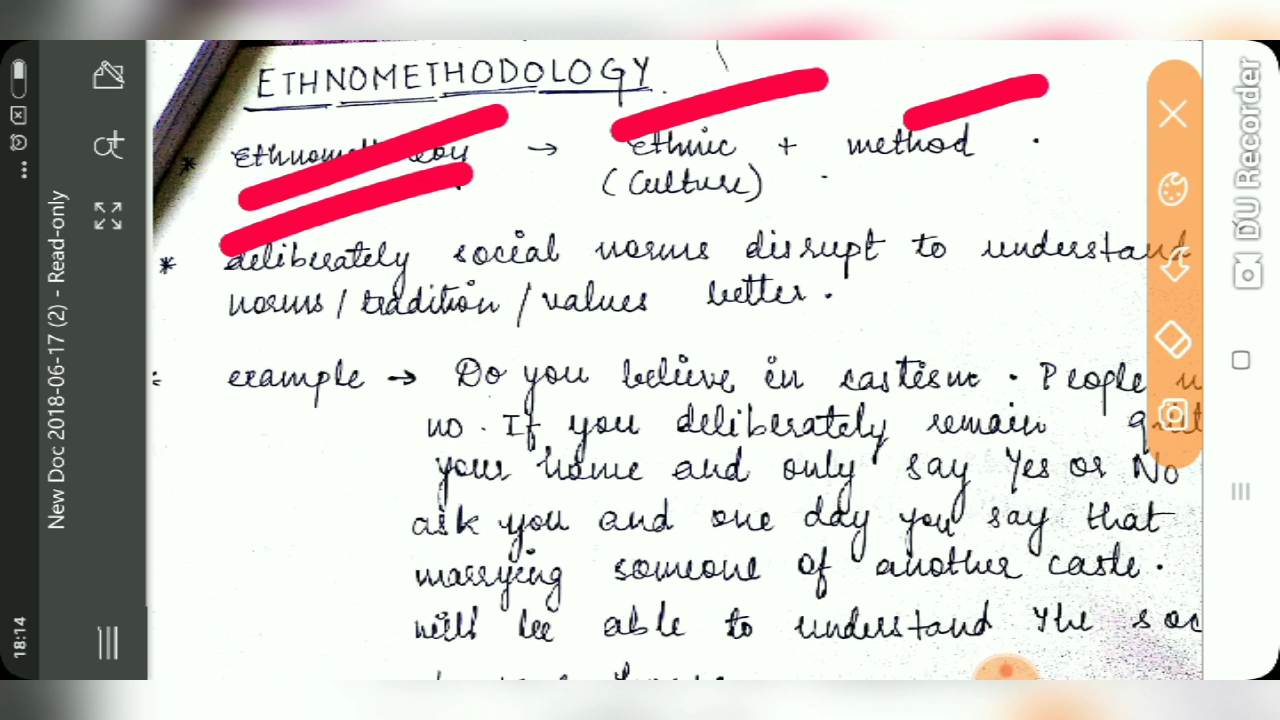 ETHNOMETHODOLOGY
* → Ethnic + method
(Culture)
* deliberately social norms disrupt to understand
norms / tradition / values better.
example → Do you believe in casteism. People
no. If you deliberately remain
your home and only say Yes or No
ask you and one day you say that
marrying someone of another caste.
will be able to understand the
New Doc 2018-06-17 (2) - Read-only
18:14
DU Recorder